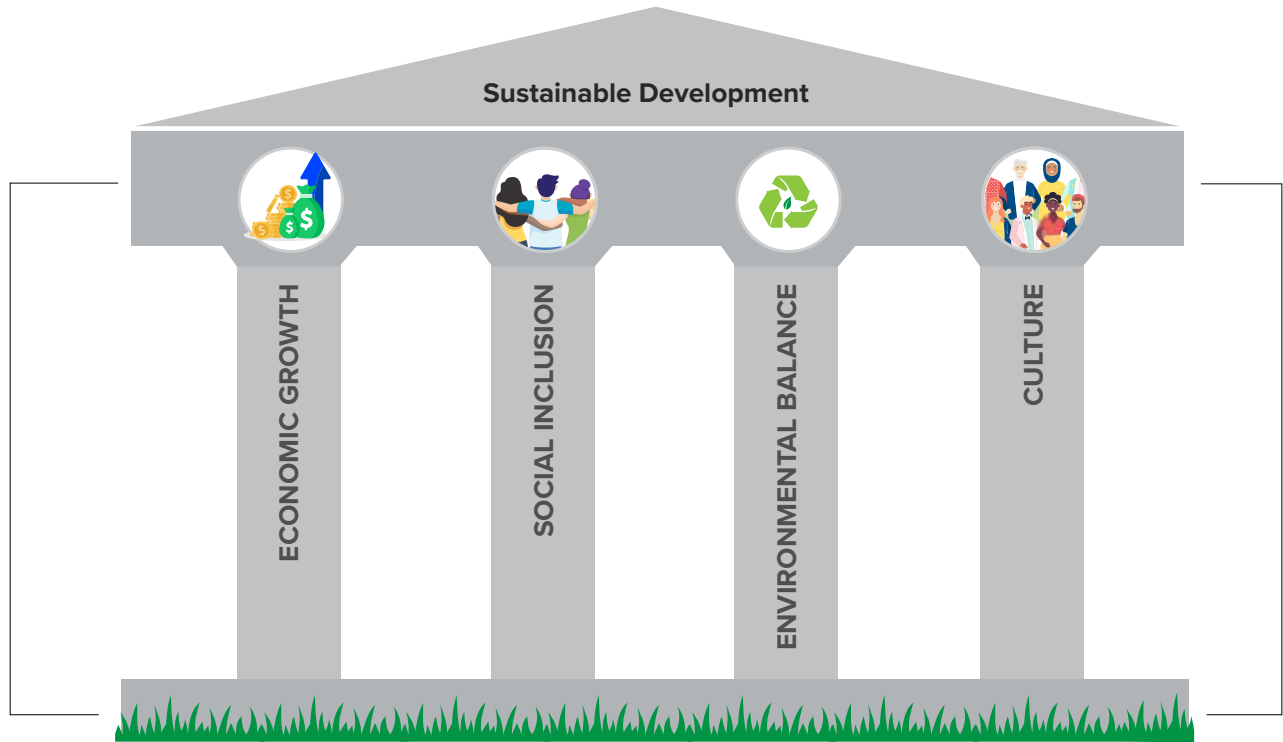 Sustainable Development
ECONOMIC GROWTH
SOCIAL INCLUSION
ENVIRONMENTAL BALANCE
CULTURE